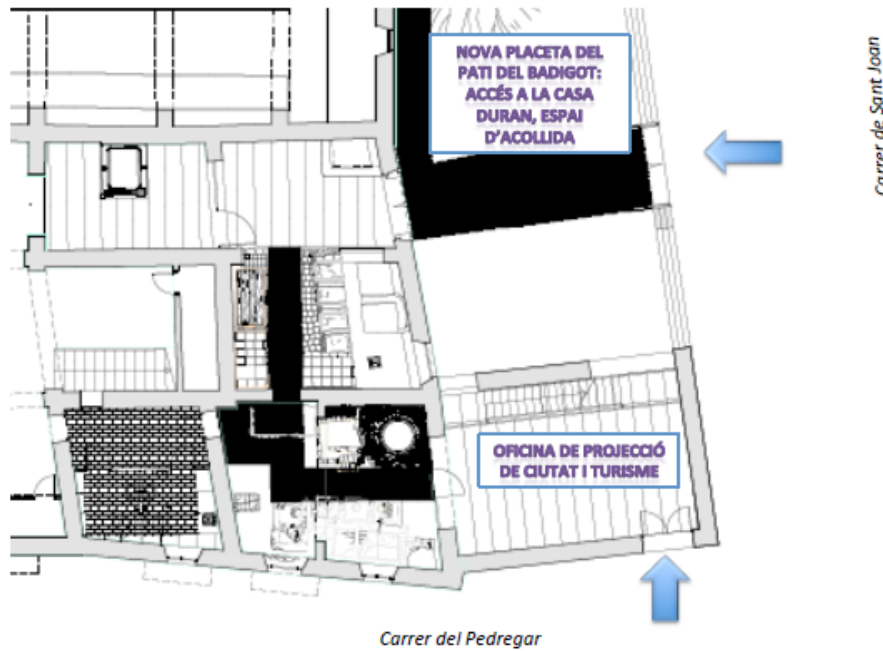 NOVA PLACETA DEL
PATI DEL BADIGOT:
ACCÉS A LA CASA
DURAN, ESPAI
D'ACOLLIDA
Carrer de Sant Joan
OFICINA DE PROJECCIÓ
DE CIUTAT I TURISME
Carrer del Pedregar